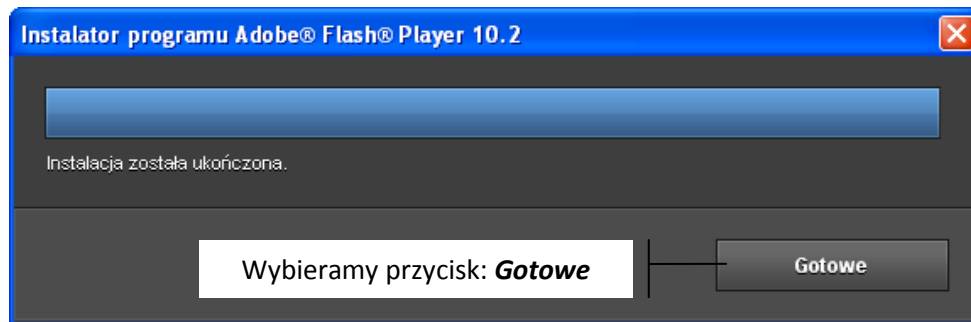 Instalator programu Adobe® Flash® Player 10.2
Instalacja została ukończona.
Wybieramy przycisk: Gotowe
Gotowe